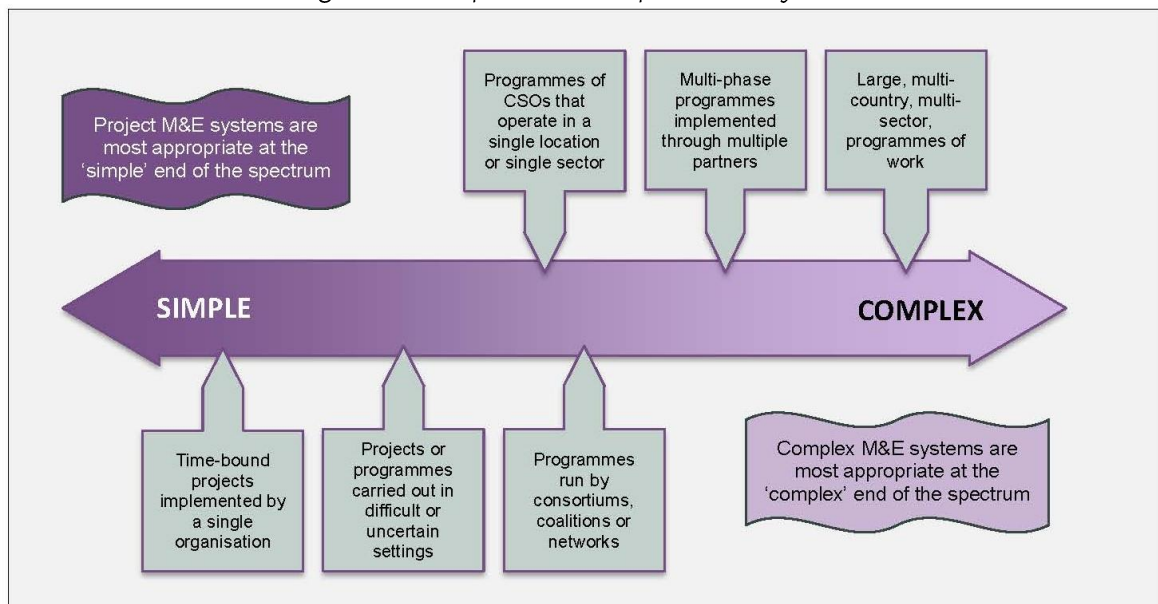 Project M&E systems are
most appropriate at the
‘simple’ end of the spectrum
Programmes of
CSOs that
operate in a
single location
or single sector
Multi-phase
programmes
implemented
through multiple
partners
Large, multi-
country, multi-
sector,
programmes of
work
SIMPLE
COMPLEX
Time-bound
projects
implemented by
a single
organisation
Projects or
programmes
carried out in
difficult or
uncertain
settings
Programmes
run by
consortiums,
coalitions or
networks
Complex M&E systems are
most appropriate at the
‘complex’ end of the spectrum